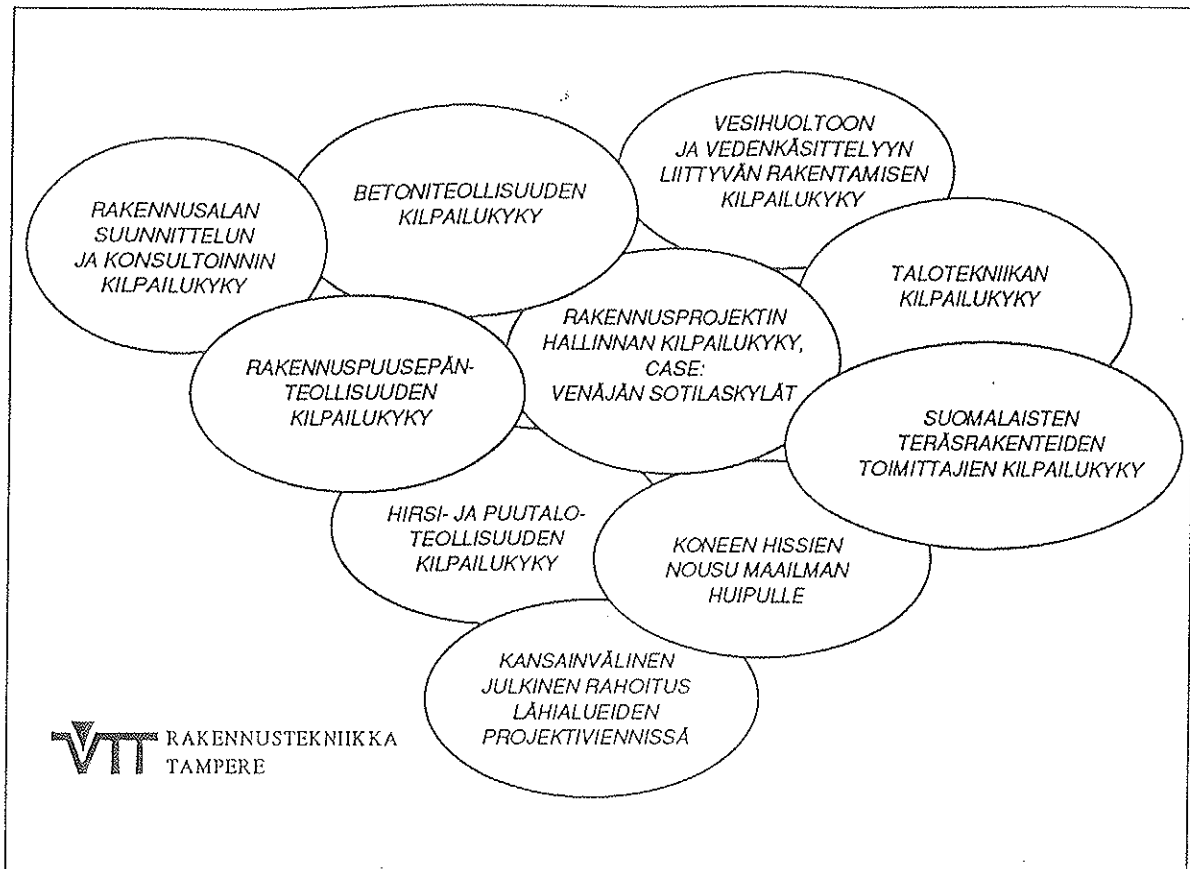 VESIHUOLTOON
JA VEDENKÄSITTELYYN
LIITTYVÄN RAKENTAMISEN
KILPAILUKYKY
BETONITEOLLISUUDEN
KILPAILUKYKY
RAKENNUSALAN
SUUNNITTELUN
JA KONSULTOINNIN
KILPAILUKYKY
TALOTEKNIIKAN
KILPAILUKYKY
RAKENNUSPROJEKTIN
HALLINNAN KILPAILUKYKY,
CASE:
VENÄJÄN SOTILASKYLÄT
RAKENNUSPUUSEPÄN-
TEOLLISUUDEN
KILPAILUKYKY
SUOMALAISTEN
TERÄSRAKENTEIDEN
TOIMITTAJIEN KILPAILUKYKY
HIRSI- JA PUUTALO-
TEOLLISUUDEN
KILPAILUKYKY
KONEEN HISSIEN
NOUSU MAAILMAN
HUIPULLE
KANSAINVÄLINEN
JULKINEN RAHOITUS
LÄHIALUEIDEN
PROJEKTIVIENNISSÄ
VTT RAKENNUSTEKNIIKKA
TAMPERE